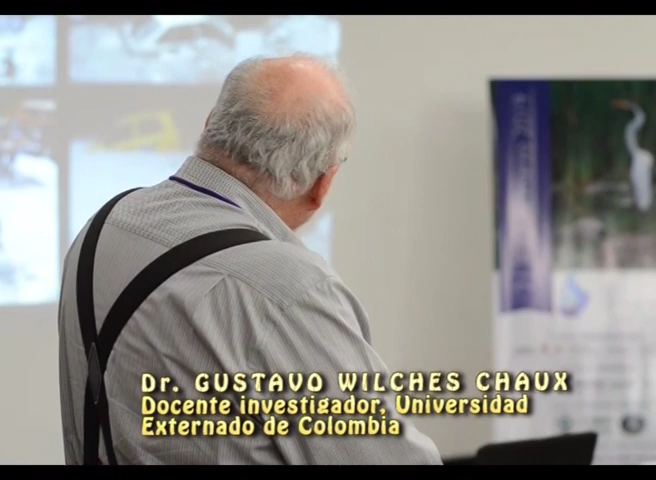 Dr. GUSTAVO WILCHES CHAUX
Docente investigador, Universidad
Externado de Colombia